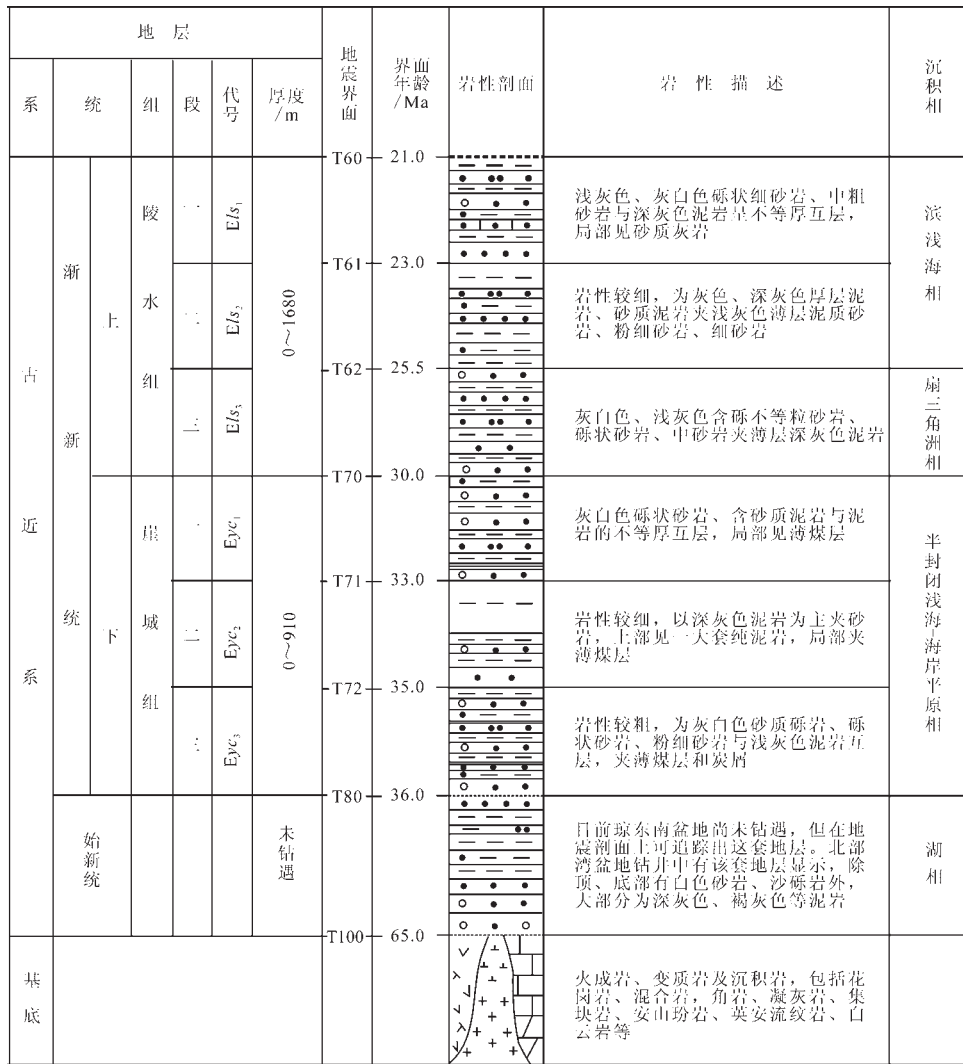 地 层
系
统
组
段
代号
厚度/m
地震界面
界面年龄/Ma
岩性剖面
岩 性 描 述
沉积相
古近系
渐新统
上
下
陵水组
一
二
三
Els₁
Els₂
Els₃
0～1680
崖城组
一
二
三
Eyc₁
Eyc₂
Eyc₃
0～910
始新统
未钻遇
基底
T60 21.0
T61 23.0
T62 25.5
T70 30.0
T71 33.0
T72 35.0
T80 36.0
T100 65.0
浅灰色、灰白色砾状细砂岩、中粗
砂岩与深灰色泥岩呈不等厚互层，
局部见砂质灰岩
岩性较细，为灰色、深灰色厚层泥
岩、砂质泥岩夹浅灰色薄层泥质砂
岩、粉细砂岩、细砂岩
灰白色、浅灰色含砾不等粒砂岩、
砾状砂岩、中砂岩夹薄层深灰色泥岩
灰白色砾状砂岩、含砂质泥岩与泥
岩的不等厚互层，局部见薄煤层
岩性较细，以深灰色泥岩为主夹砂
岩，上部见一大套纯泥岩，局部夹
薄煤层
岩性较粗，为灰白色砂质砾岩、砾
状砂岩、粉细砂岩与浅灰色泥岩互
层，夹薄煤层和炭屑
目前琼东南盆地尚未钻遇，但在地
震剖面上可追踪出这套地层。北部
湾盆地钻井中有该套地层显示，除
顶、底部有白色砂岩、沙砾岩外，
大部分为深灰色、褐灰色等泥岩
火成岩、变质岩及沉积岩，包括花
岗岩、混合岩，角岩、凝灰岩、集
块岩、安山玢岩、英安流纹岩、白
云岩等
滨浅海相
扇三角洲相
半封闭浅海-海岸平原相
湖相